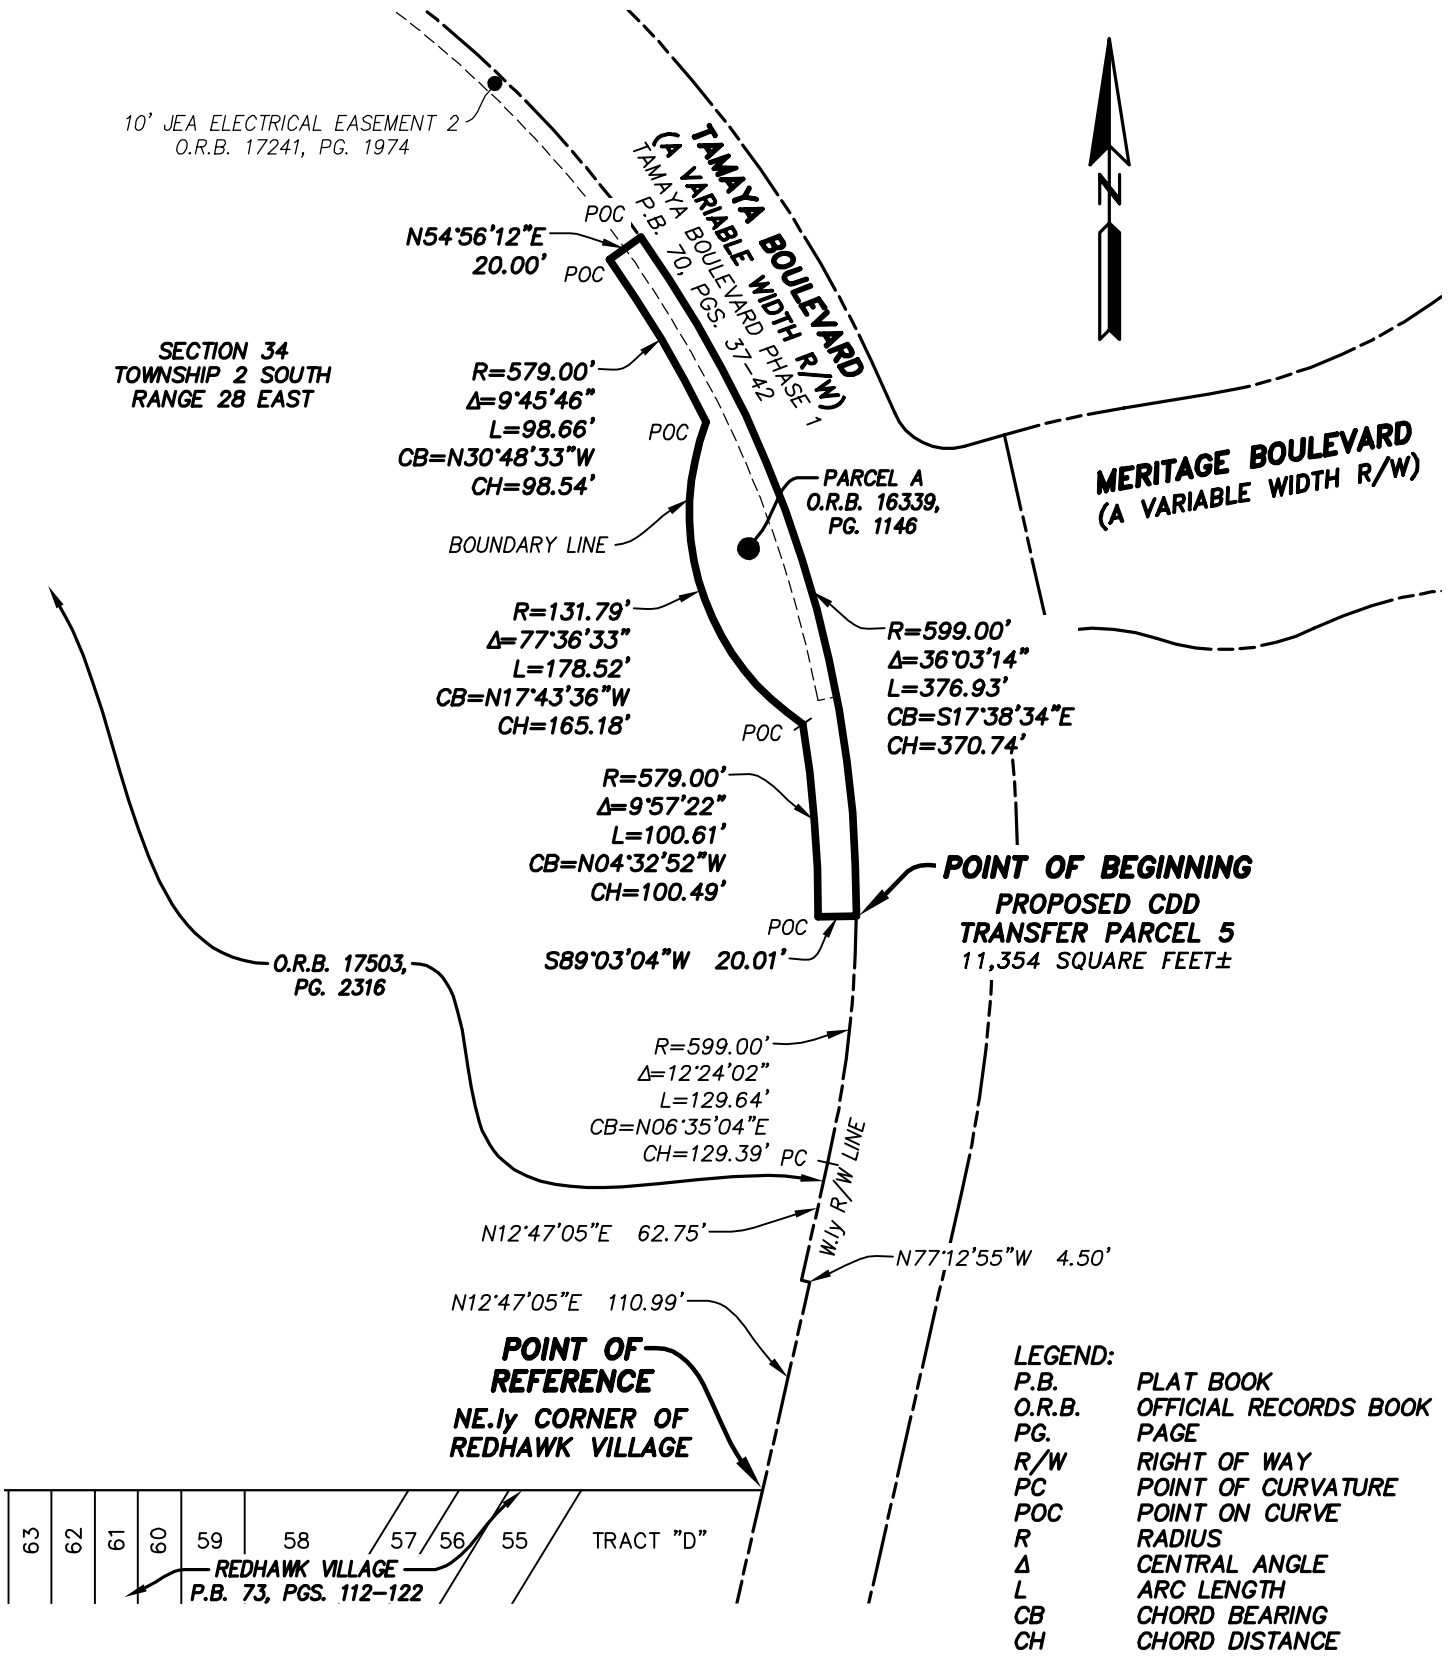 10' JEA ELECTRICAL EASEMENT 2
O.R.B. 17241, PG. 1974
TAMAYA BOULEVARD
(A VARIABLE WIDTH R/W)
TAMAYA BOULEVARD PHASE 1
P.B. 70, PGS. 37-42
N
POC
N54°56'12"E
20.00'
POC
SECTION 34
TOWNSHIP 2 SOUTH
RANGE 28 EAST
R=579.00'
Δ=9°45'46"
L=98.66'
CB=N30°48'33"W
CH=98.54'
POC
MERITAGE BOULEVARD
(A VARIABLE WIDTH R/W)
PARCEL A
O.R.B. 16339,
PG. 1146
BOUNDARY LINE
R=131.79'
Δ=77°36'33"
L=178.52'
CB=N17°43'36"W
CH=165.18'
R=599.00'
Δ=36°03'14"
L=376.93'
CB=S17°38'34"E
CH=370.74'
POC
R=579.00'
Δ=9°57'22"
L=100.61'
CB=N04°32'52"W
CH=100.49'
POINT OF BEGINNING
PROPOSED CDD
TRANSFER PARCEL 5
11,354 SQUARE FEET±
POC
S89°03'04"W 20.01'
O.R.B. 17503,
PG. 2316
R=599.00'
Δ=12°24'02"
L=129.64'
CB=N06°35'04"E
CH=129.39'
PC
W.ly R/W LINE
N12°47'05"E 62.75'
N77°12'55"W 4.50'
N12°47'05"E 110.99'
POINT OF
REFERENCE
NE.ly CORNER OF
REDHAWK VILLAGE
63
62
61
60
59
58
57
56
55
TRACT "D"
REDHAWK VILLAGE
P.B. 73, PGS. 112-122
LEGEND:
P.B. PLAT BOOK
O.R.B. OFFICIAL RECORDS BOOK
PG. PAGE
R/W RIGHT OF WAY
PC POINT OF CURVATURE
POC POINT ON CURVE
R RADIUS
Δ CENTRAL ANGLE
L ARC LENGTH
CB CHORD BEARING
CH CHORD DISTANCE